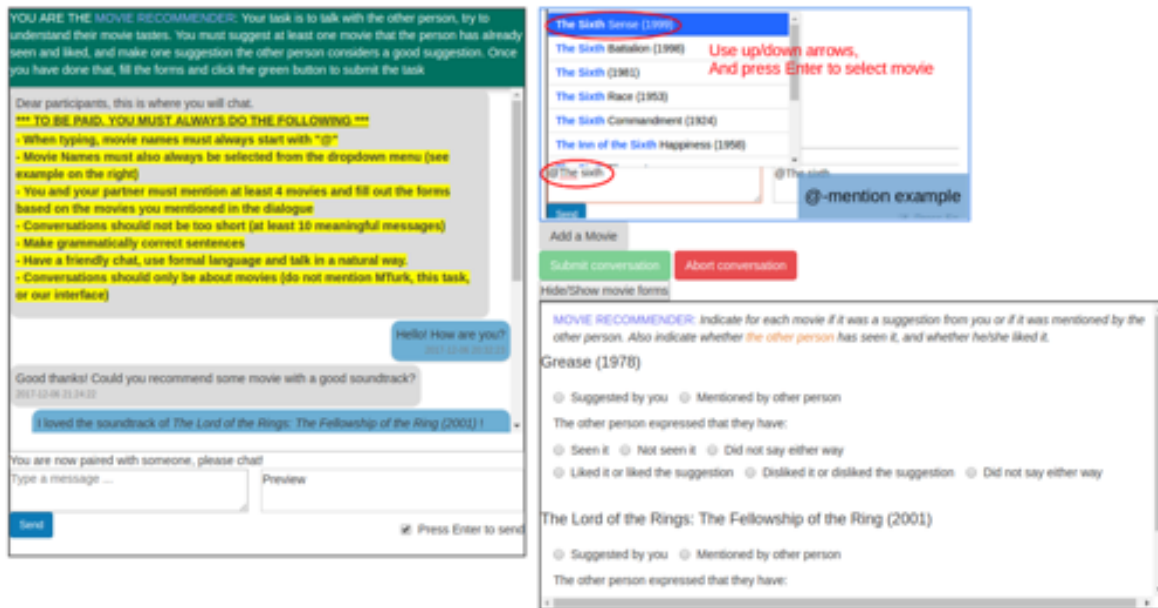 YOU ARE THE MOVIE RECOMMENDER: Your task is to talk with the other person, try to
understand their movie tastes. You must suggest at least one movie that the person has already
seen and liked, and make one suggestion the other person considers a good suggestion. Once
you have done that, fill the forms and click the green button to submit the task
Dear participants, this is where you will chat.
*** TO BE PAID, YOU MUST ALWAYS DO THE FOLLOWING ***
- When typing, movie names must always start with "@"
- Movie Names must also always be selected from the dropdown menu (see
example on the right)
- You and your partner must mention at least 4 movies and fill out the forms
based on the movies you mentioned in the dialogue
- Conversations should not be too short (at least 10 meaningful messages)
- Make grammatically correct sentences
- Have a friendly chat, use formal language and talk in a natural way.
- Conversations should only be about movies (do not mention MTurk, this task,
or our interface)
Hello! How are you?
Good thanks! Could you recommend some movie with a good soundtrack?
2017-12-06 21:24:22
I loved the soundtrack of The Lord of the Rings: The Fellowship of the Ring (2001) !
You are now paired with someone, please chat!
Type a message ...
Preview
Send
Press Enter to send
The Sixth Sense (1999)
The Sixth Battalion (1998)
The Sixth (1981)
The Sixth Race (1953)
The Sixth Commandment (1924)
The Inn of the Sixth Happiness (1958)
Use up/down arrows,
And press Enter to select movie
@The sixth
@The sixth
Send
@-mention example
Add a Movie
Submit conversation
Abort conversation
Hide/Show movie forms
MOVIE RECOMMENDER: Indicate for each movie if it was a suggestion from you or if it was mentioned by the
other person. Also indicate whether the other person has seen it, and whether he/she liked it.
Grease (1978)
Suggested by you Mentioned by other person
The other person expressed that they have:
Seen it Not seen it Did not say either way
Liked it or liked the suggestion Disliked it or disliked the suggestion Did not say either way
The Lord of the Rings: The Fellowship of the Ring (2001)
Suggested by you Mentioned by other person
The other person expressed that they have: